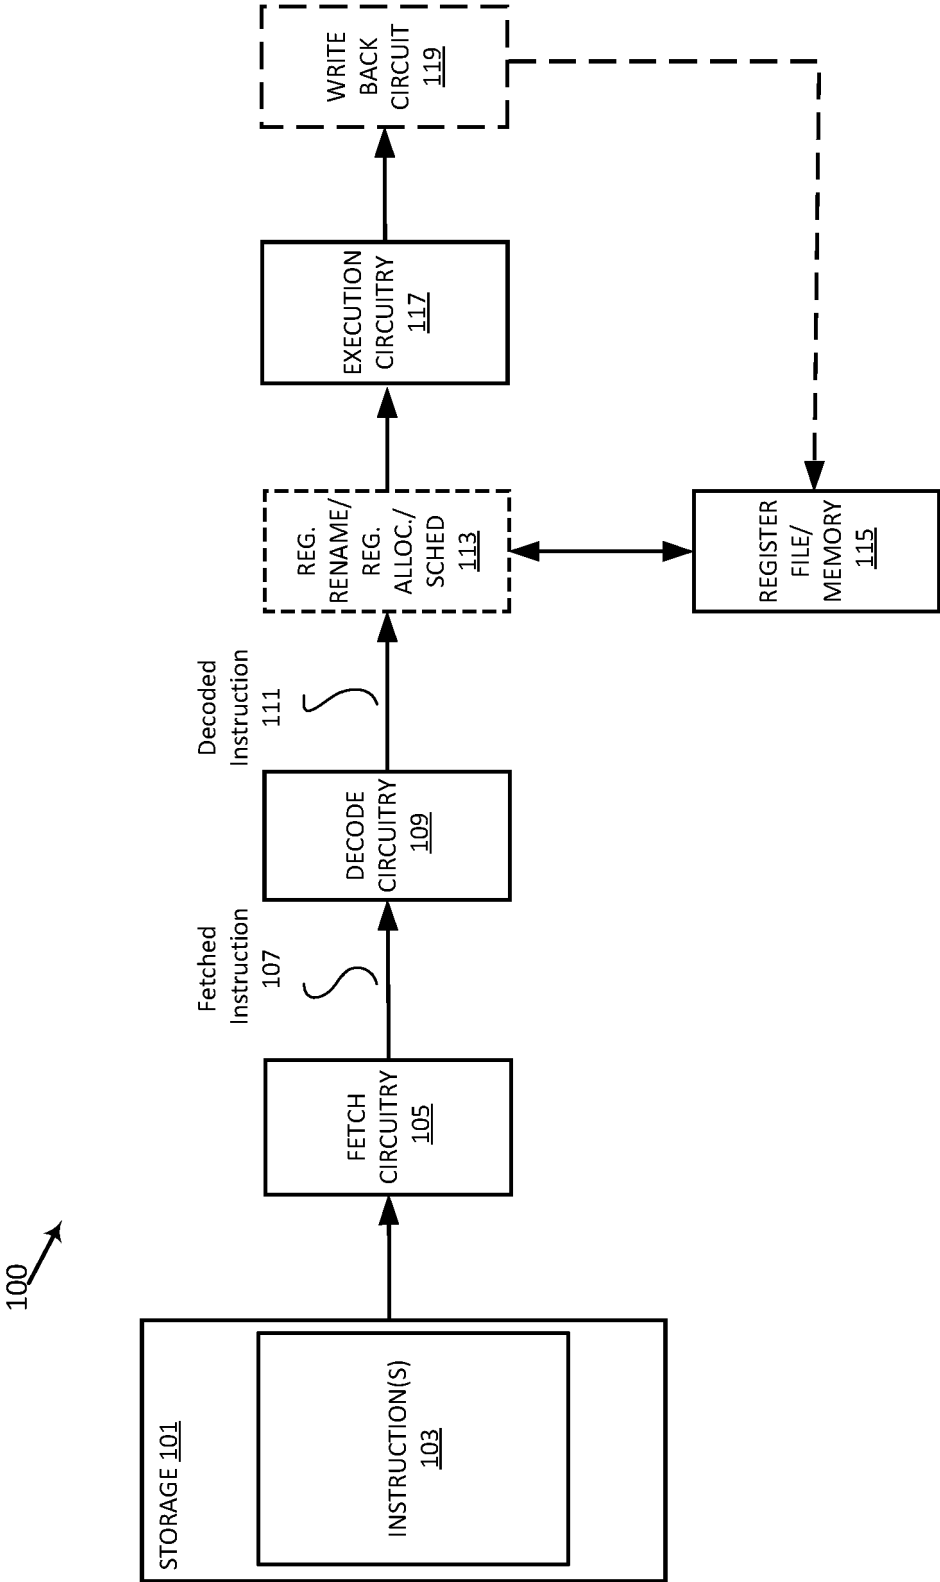 100
STORAGE 101
INSTRUCTION(S)
103
FETCH
CIRCUITRY
105
Fetched
Instruction
107
DECODE
CIRCUITRY
109
Decoded
Instruction
111
REG.
RENAME/
REG.
ALLOC./
SCHED
113
REGISTER
FILE/
MEMORY
115
EXECUTION
CIRCUITRY
117
WRITE
BACK
CIRCUIT
119